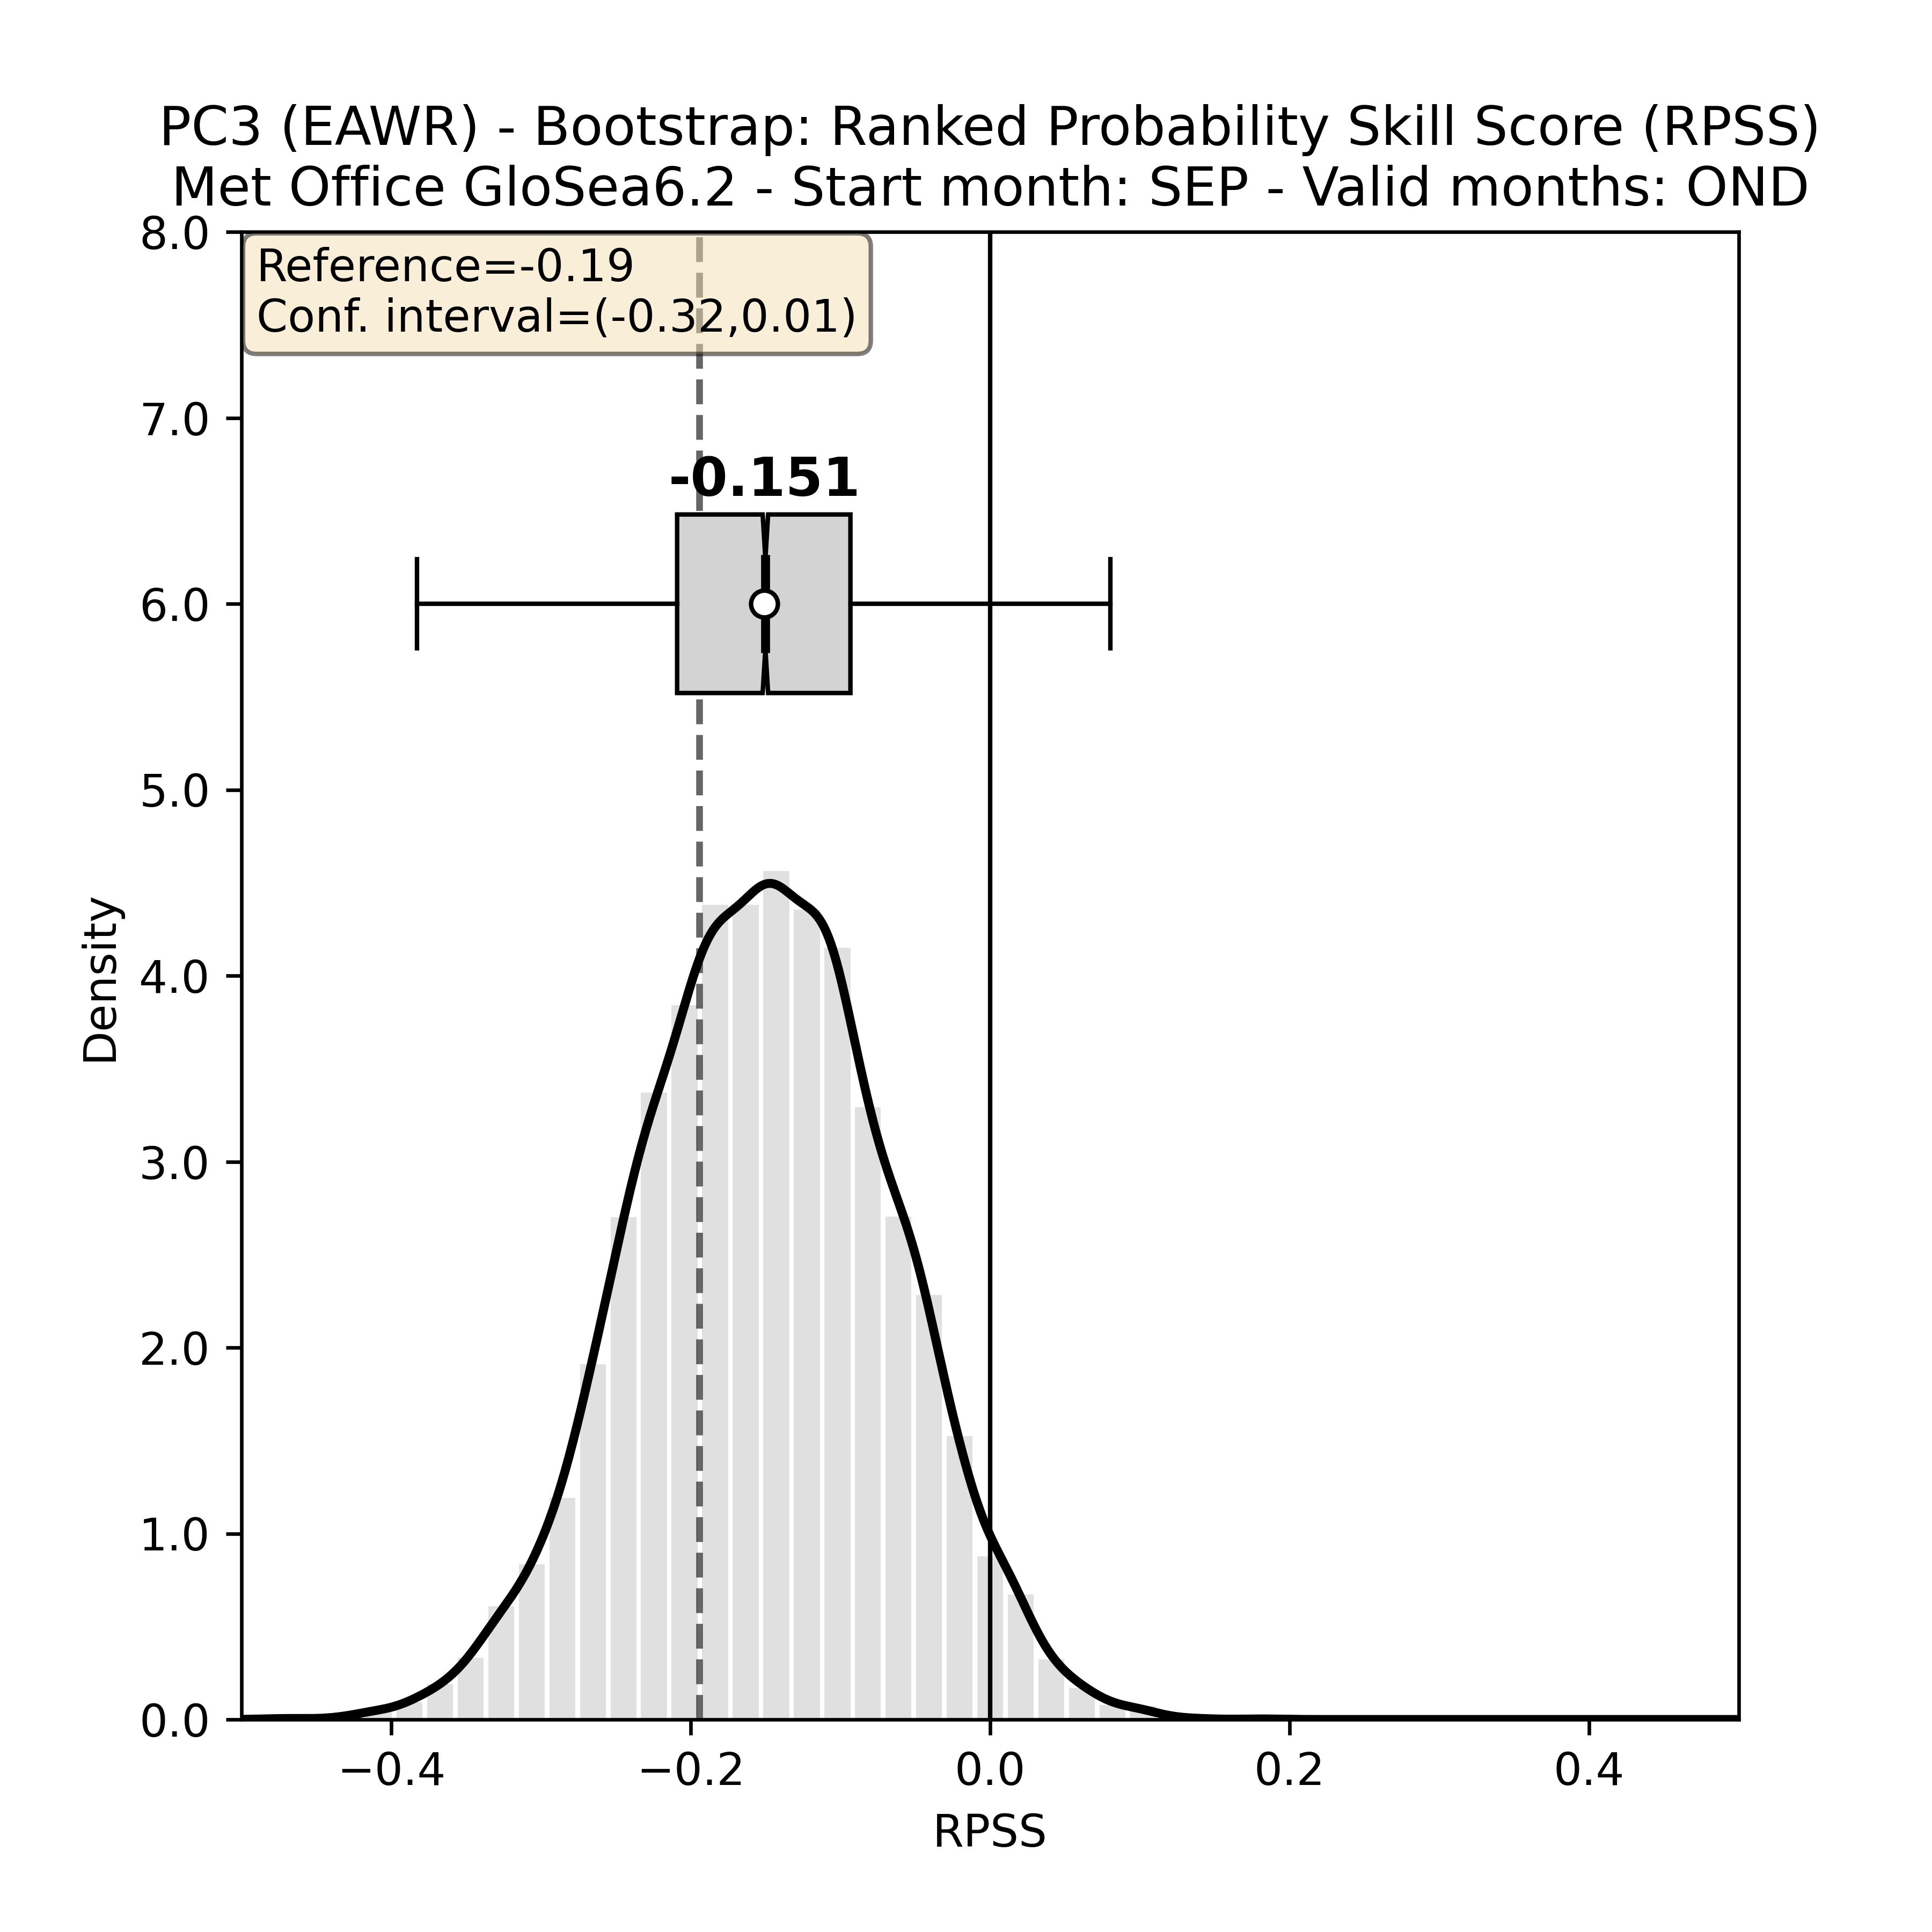 PC3 (EAWR) - Bootstrap: Ranked Probability Skill Score (RPSS)
Met Office GloSea6.2 - Start month: SEP - Valid months: OND
8.0
Reference=-0.19
Conf. interval=(-0.32,0.01)
7.0
-0.151
6.0
5.0
4.0
3.0
2.0
1.0
0.0
Density
−0.4
−0.2
0.0
0.2
0.4
RPSS